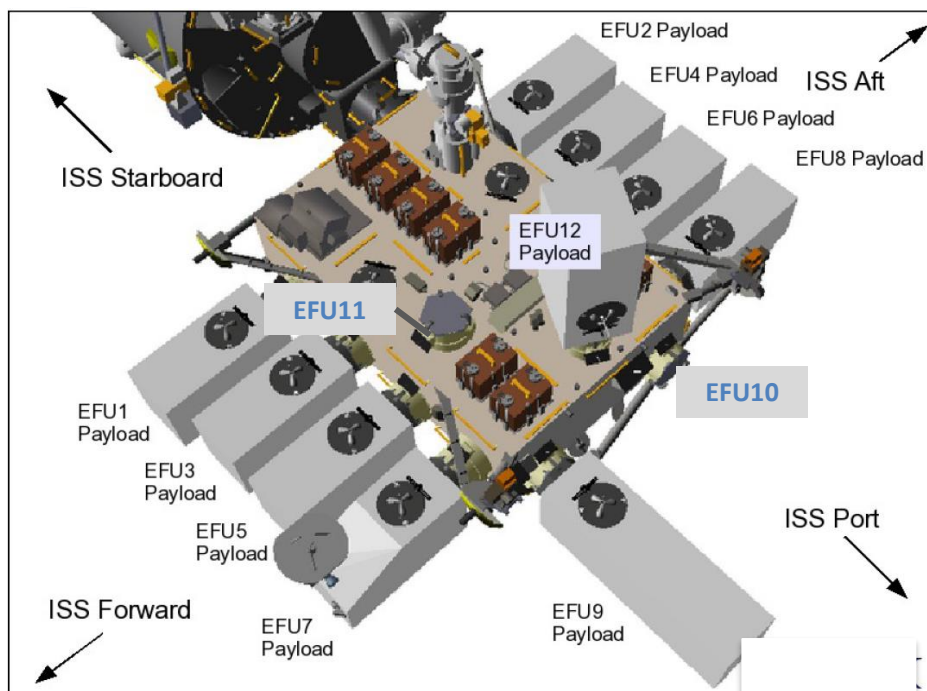 EFU2 Payload
EFU4 Payload
ISS Aft
EFU6 Payload
EFU8 Payload
ISS Starboard
EFU12
Payload
EFU11
EFU10
EFU1
Payload
EFU3
Payload
EFU5
Payload
ISS Port
ISS Forward
EFU7
Payload
EFU9
Payload